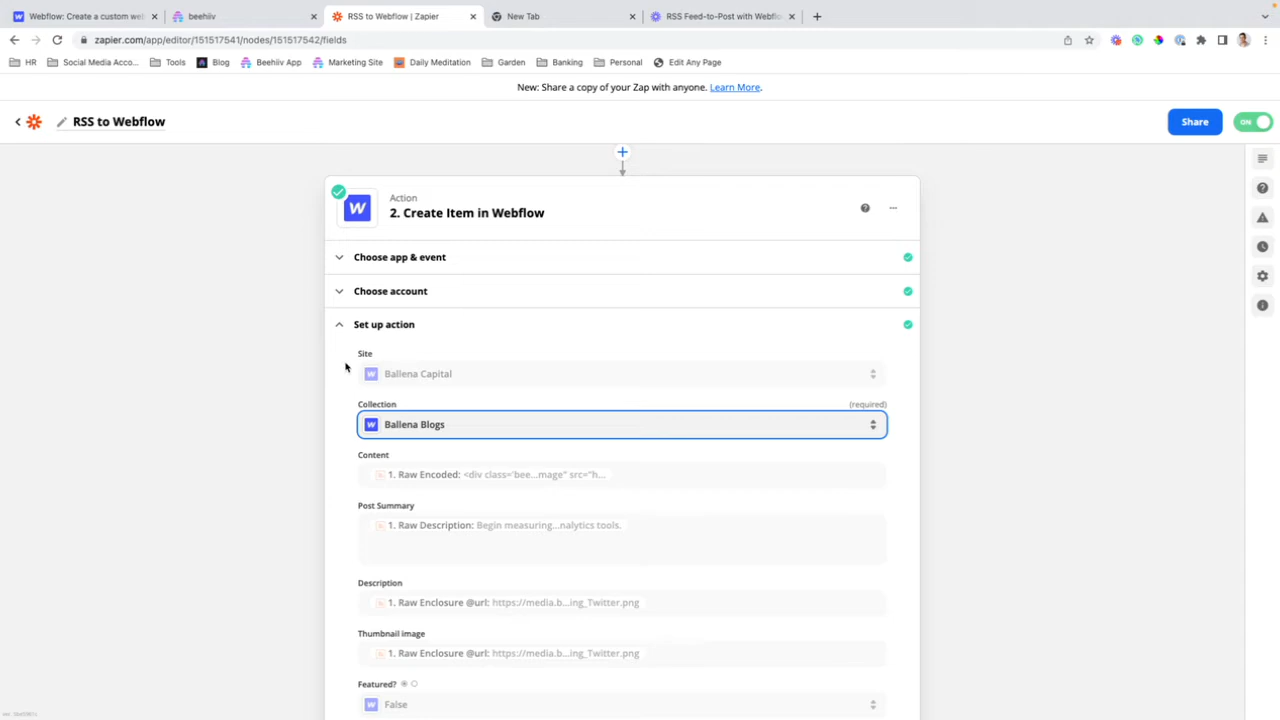 Webflow: Create a custom web
beehiiv
RSS to Webflow | Zapier
New Tab
RSS Feed-to-Post with Webflo
zapier.com/app/editor/151517541/nodes/151517542/fields
HR
Social Media Acco...
Tools
Blog
Beehiiv App
Marketing Site
Daily Meditation
Garden
Banking
Personal
Edit Any Page
New: Share a copy of your Zap with anyone. Learn More.
RSS to Webflow
Share
ON
Action
2. Create Item in Webflow
Choose app & event
Choose account
Set up action
Site
Ballena Capital
Collection
(required)
Ballena Blogs
Content
1. Raw Encoded: <div class='bee...mage" src="h...
Post Summary
1. Raw Description: Begin measuring...nalytics tools.
Description
1. Raw Enclosure @url: https://media.b...ing_Twitter.png
Thumbnail image
1. Raw Enclosure @url: https://media.b...ing_Twitter.png
Featured?
False